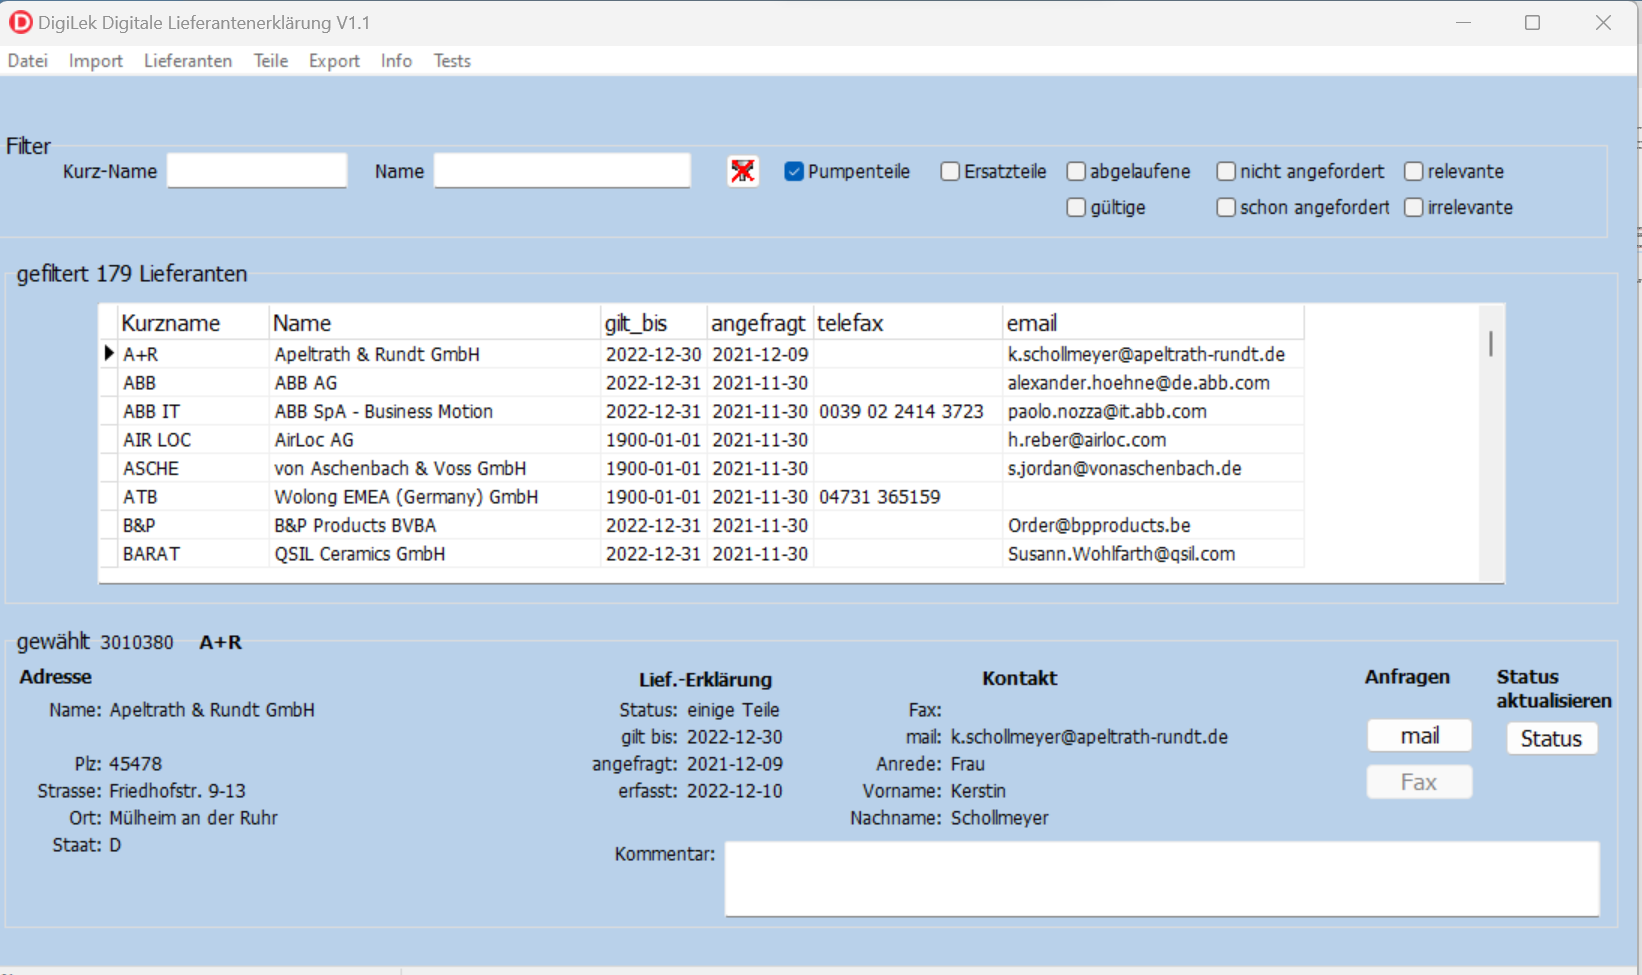 DigiLek Digitale Lieferantenerklärung V1.1
Datei Import Lieferanten Teile Export Info Tests
Filter
Kurz-Name Name Pumpenteile Ersatzteile abgelaufene nicht angefordert relevante
gültige schon angefordert irrelevante
gefiltert 179 Lieferanten
Kurzname Name gilt_bis angefragt telefax email
A+R Apeltrath & Rundt GmbH 2022-12-30 2021-12-09 k.schollmeyer@apeltrath-rundt.de
ABB ABB AG 2022-12-31 2021-11-30 alexander.hoehne@de.abb.com
ABB IT ABB SpA - Business Motion 2022-12-31 2021-11-30 0039 02 2414 3723 paolo.nozza@it.abb.com
AIR LOC AirLoc AG 1900-01-01 2021-11-30 h.reber@airloc.com
ASCHE von Aschenbach & Voss GmbH 1900-01-01 2021-11-30 s.jordan@vonaschenbach.de
ATB Wolong EMEA (Germany) GmbH 1900-01-01 2021-11-30 04731 365159
B&P B&P Products BVBA 2022-12-31 2021-11-30 Order@bpproducts.be
BARAT QSIL Ceramics GmbH 2022-12-31 2021-11-30 Susann.Wohlfarth@qsil.com
gewählt 3010380 A+R
Adresse
Name: Apeltrath & Rundt GmbH
Plz: 45478
Strasse: Friedhofstr. 9-13
Ort: Mülheim an der Ruhr
Staat: D
Lief.-Erklärung
Status: einige Teile
gilt bis: 2022-12-30
angefragt: 2021-12-09
erfasst: 2022-12-10
Kontakt
Fax:
mail: k.schollmeyer@apeltrath-rundt.de
Anrede: Frau
Vorname: Kerstin
Nachname: Schollmeyer
Kommentar:
Anfragen
mail
Fax
Status
aktualisieren
Status